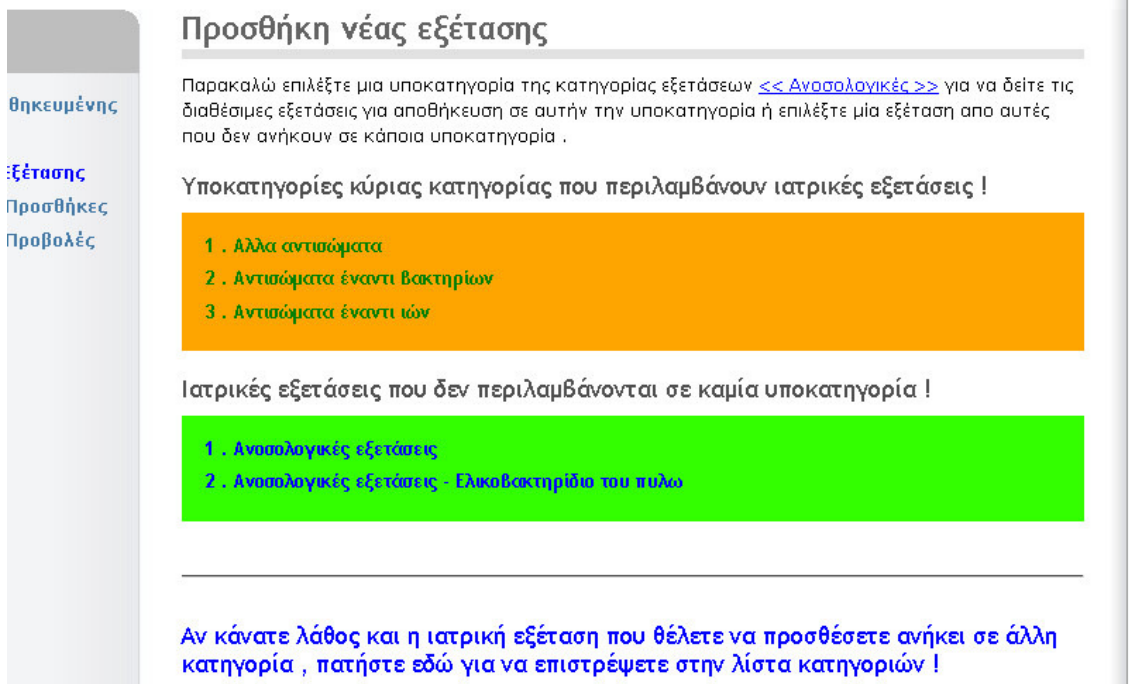 Προσθήκη νέας εξέτασης
θηκευμένης
εξέτασης
Προσθήκες
Προβολές
Παρακαλώ επιλέξτε μια υποκατηγορία της κατηγορίας εξετάσεων << Ανοσολογικές >> για να δείτε τις
διαθέσιμες εξετάσεις για αποθήκευση σε αυτήν την υποκατηγορία ή επιλέξτε μία εξέταση απο αυτές
που δεν ανήκουν σε κάποια υποκατηγορία .
Υποκατηγορίες κύριας κατηγορίας που περιλαμβάνουν ιατρικές εξετάσεις !
1 . Αλλα αντισώματα
2 . Αντισώματα έναντι βακτηρίων
3 . Αντισώματα έναντι ιών
Ιατρικές εξετάσεις που δεν περιλαμβάνονται σε καμία υποκατηγορία !
1 . Ανοσολογικές εξετάσεις
2 . Ανοσολογικές εξετάσεις - Ελικοβακτηρίδιο του πυλω
Αν κάνατε λάθος και η ιατρική εξέταση που θέλετε να προσθέσετε ανήκει σε άλλη
κατηγορία , πατήστε εδώ για να επιστρέψετε στην λίστα κατηγοριών !